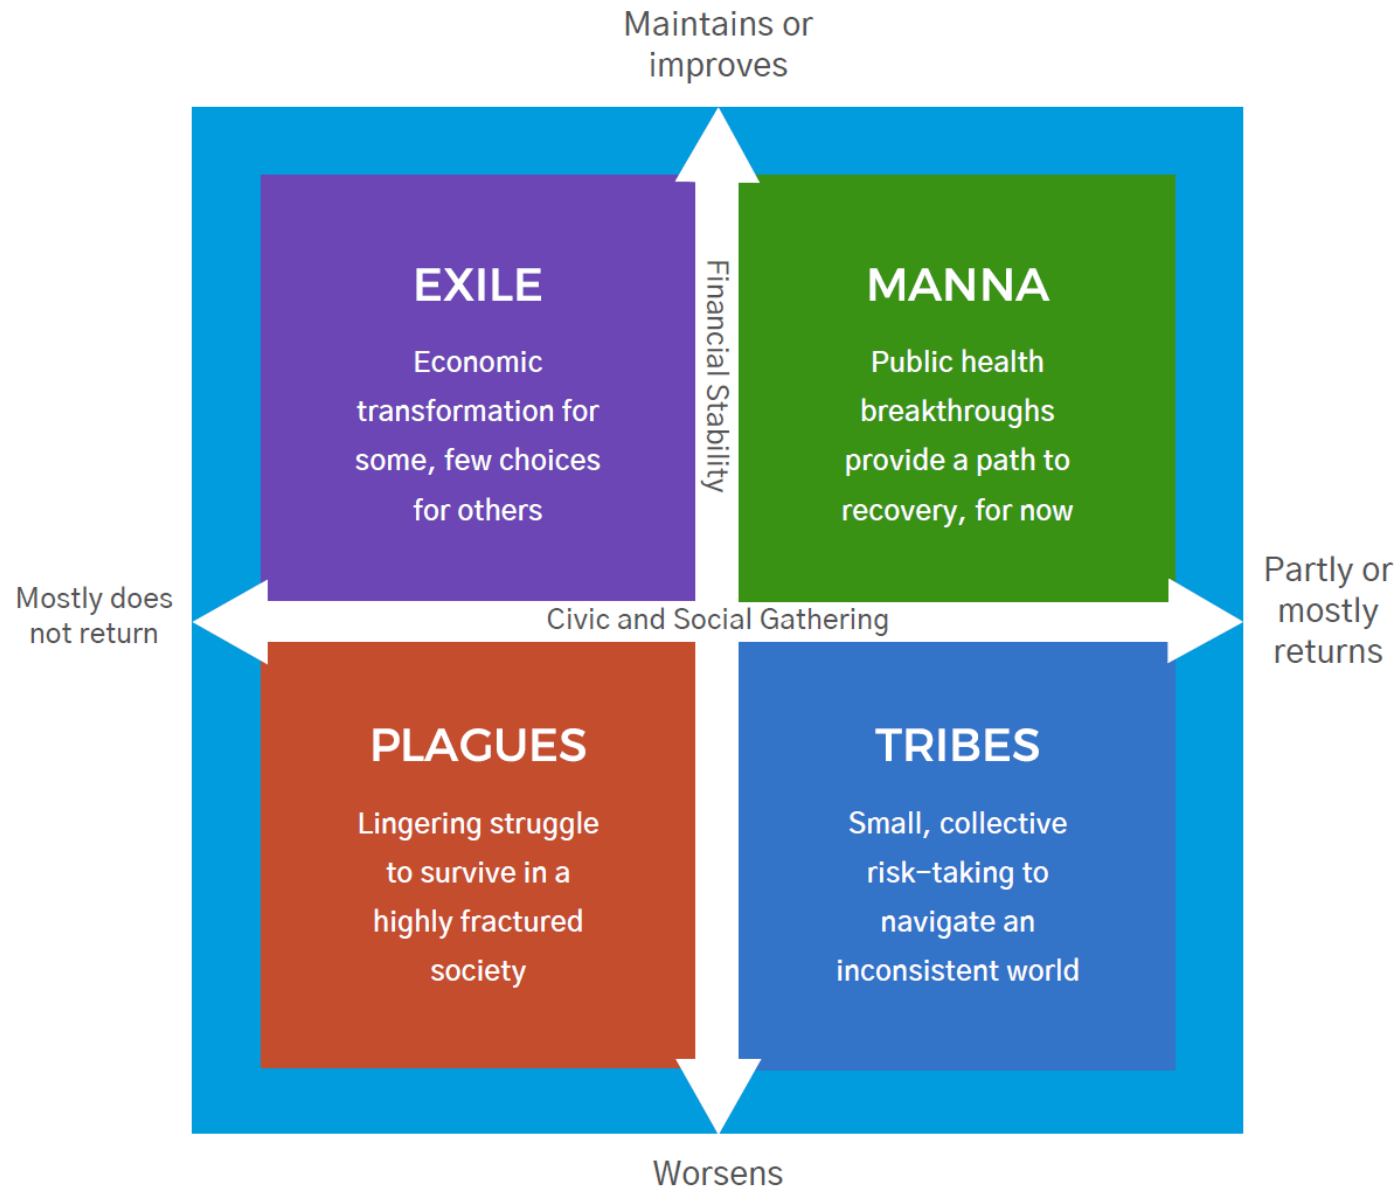 Maintains or
improves
EXILE
Economic
transformation for
some, few choices
for others
Financial Stability
MANNA
Public health
breakthroughs
provide a path to
recovery, for now
Mostly does
not return
Civic and Social Gathering
Partly or
mostly
returns
PLAGUES
Lingering struggle
to survive in a
highly fractured
society
TRIBES
Small, collective
risk-taking to
navigate an
inconsistent world
Worsens